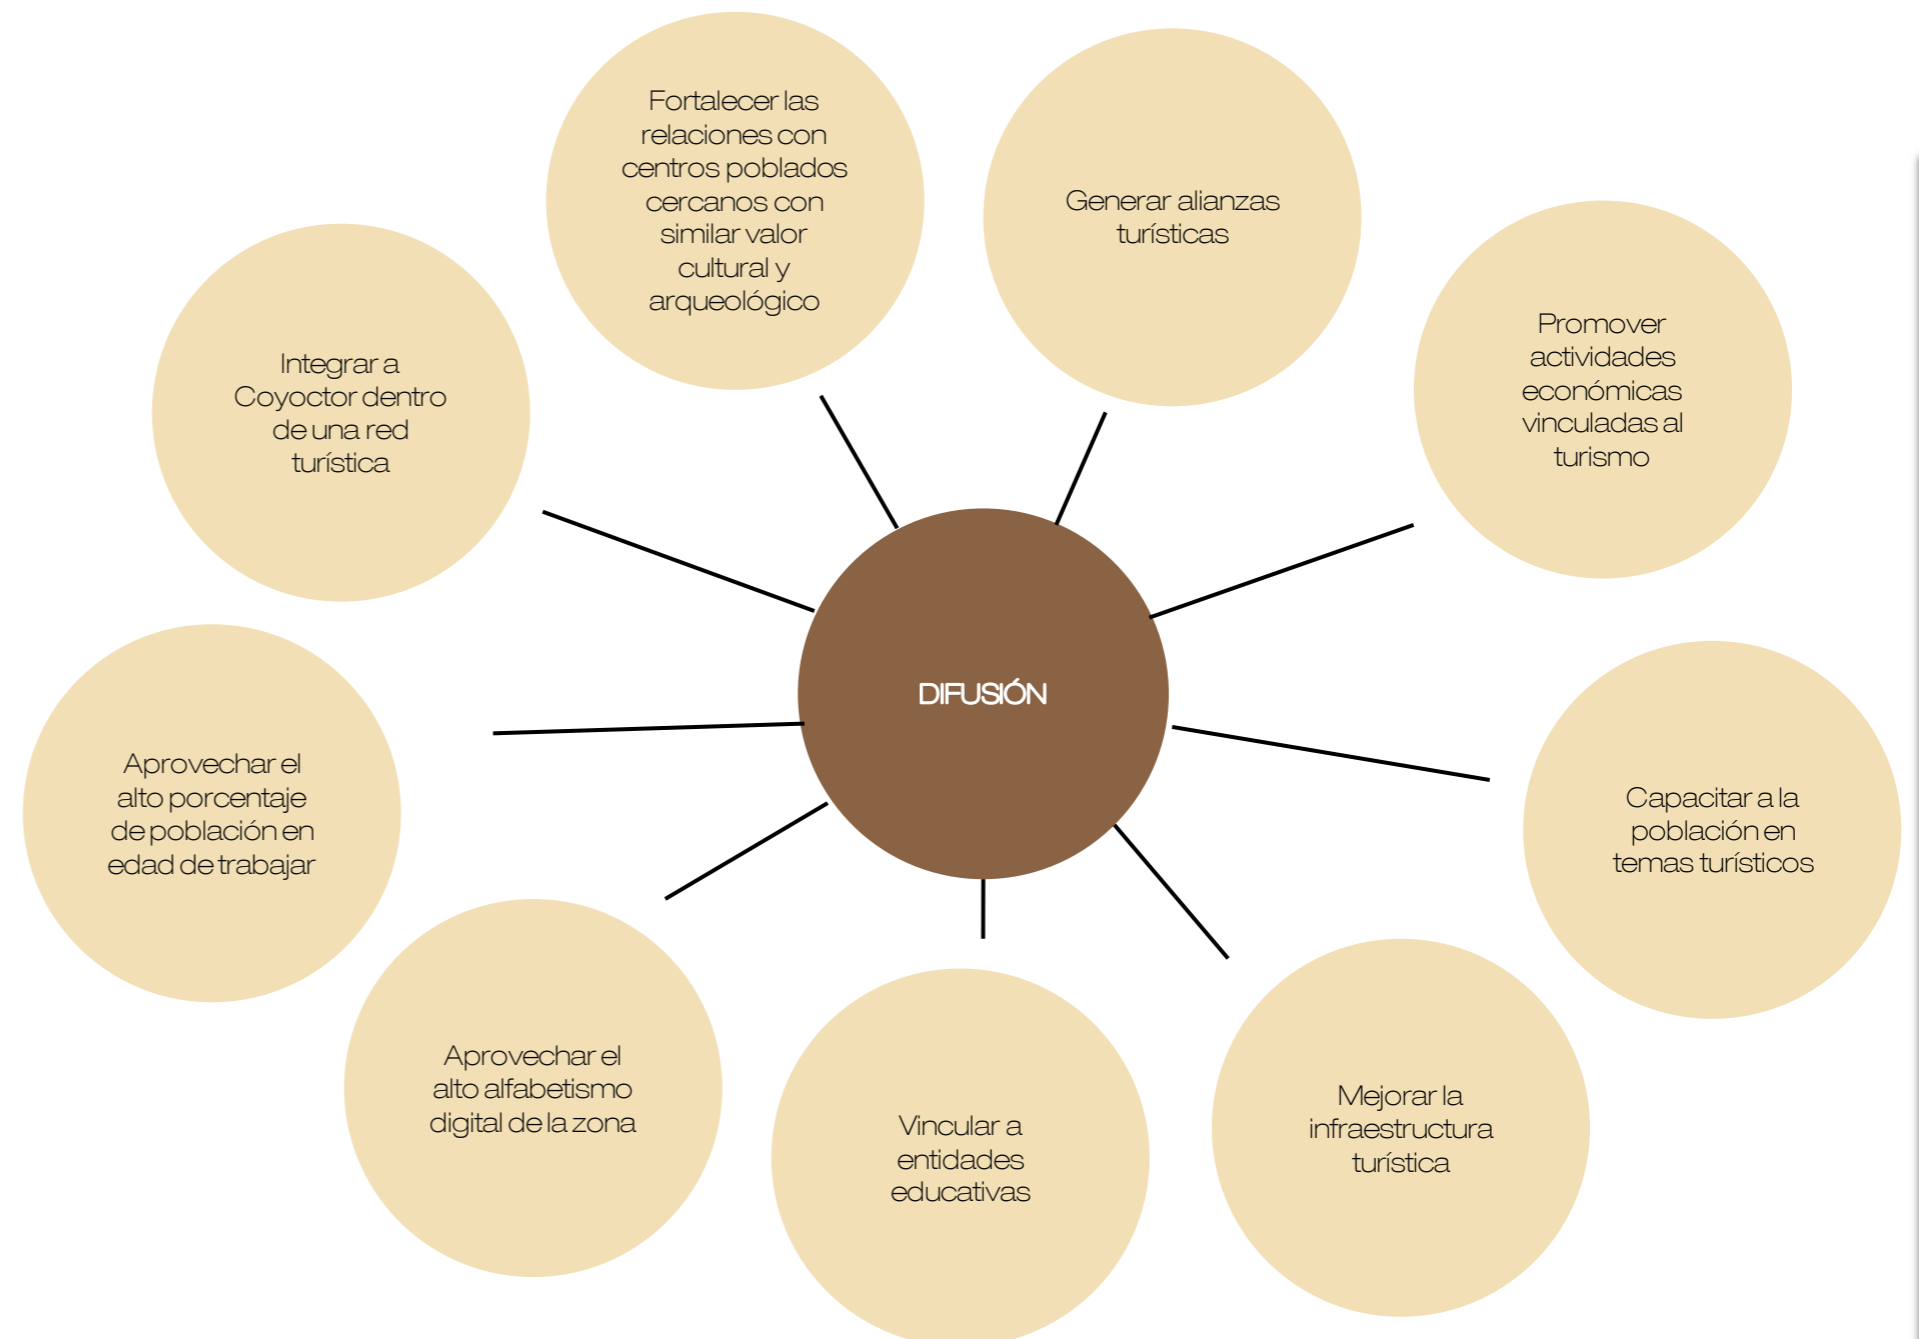 Fortalecer las
relaciones con
centros poblados
cercanos con
similar valor
cultural y
arqueológico
Generar alianzas
turísticas
Promover
actividades
económicas
vinculadas al
turismo
Integrar a
Coyoctor dentro
de una red
turística
DIFUSIÓN
Aprovechar el
alto porcentaje
de población en
edad de trabajar
Capacitar a la
población en
temas turísticos
Aprovechar el
alto alfabetismo
digital de la zona
Vincular a
entidades
educativas
Mejorar la
infraestructura
turística